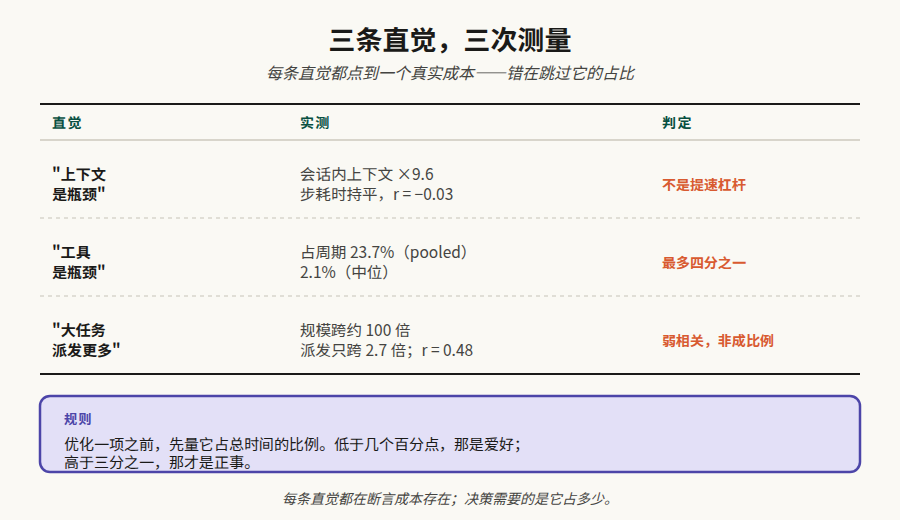 三条直觉，三次测量
每条直觉都点到一个真实成本——错在跳过它的占比
直觉
实测
判定
"上下文
是瓶颈"
会话内上下文 ×9.6
步耗时持平，r = −0.03
不是提速杠杆
"工具
是瓶颈"
占周期 23.7%（pooled）
2.1%（中位）
最多四分之一
"大任务
派发更多"
规模跨约 100 倍
派发只跨 2.7 倍；r = 0.48
弱相关，非成比例
规则
优化一项之前，先量它占总时间的比例。低于几个百分点，那是爱好；
高于三分之一，那才是正事。
每条直觉都在断言成本存在；决策需要的是它占多少。